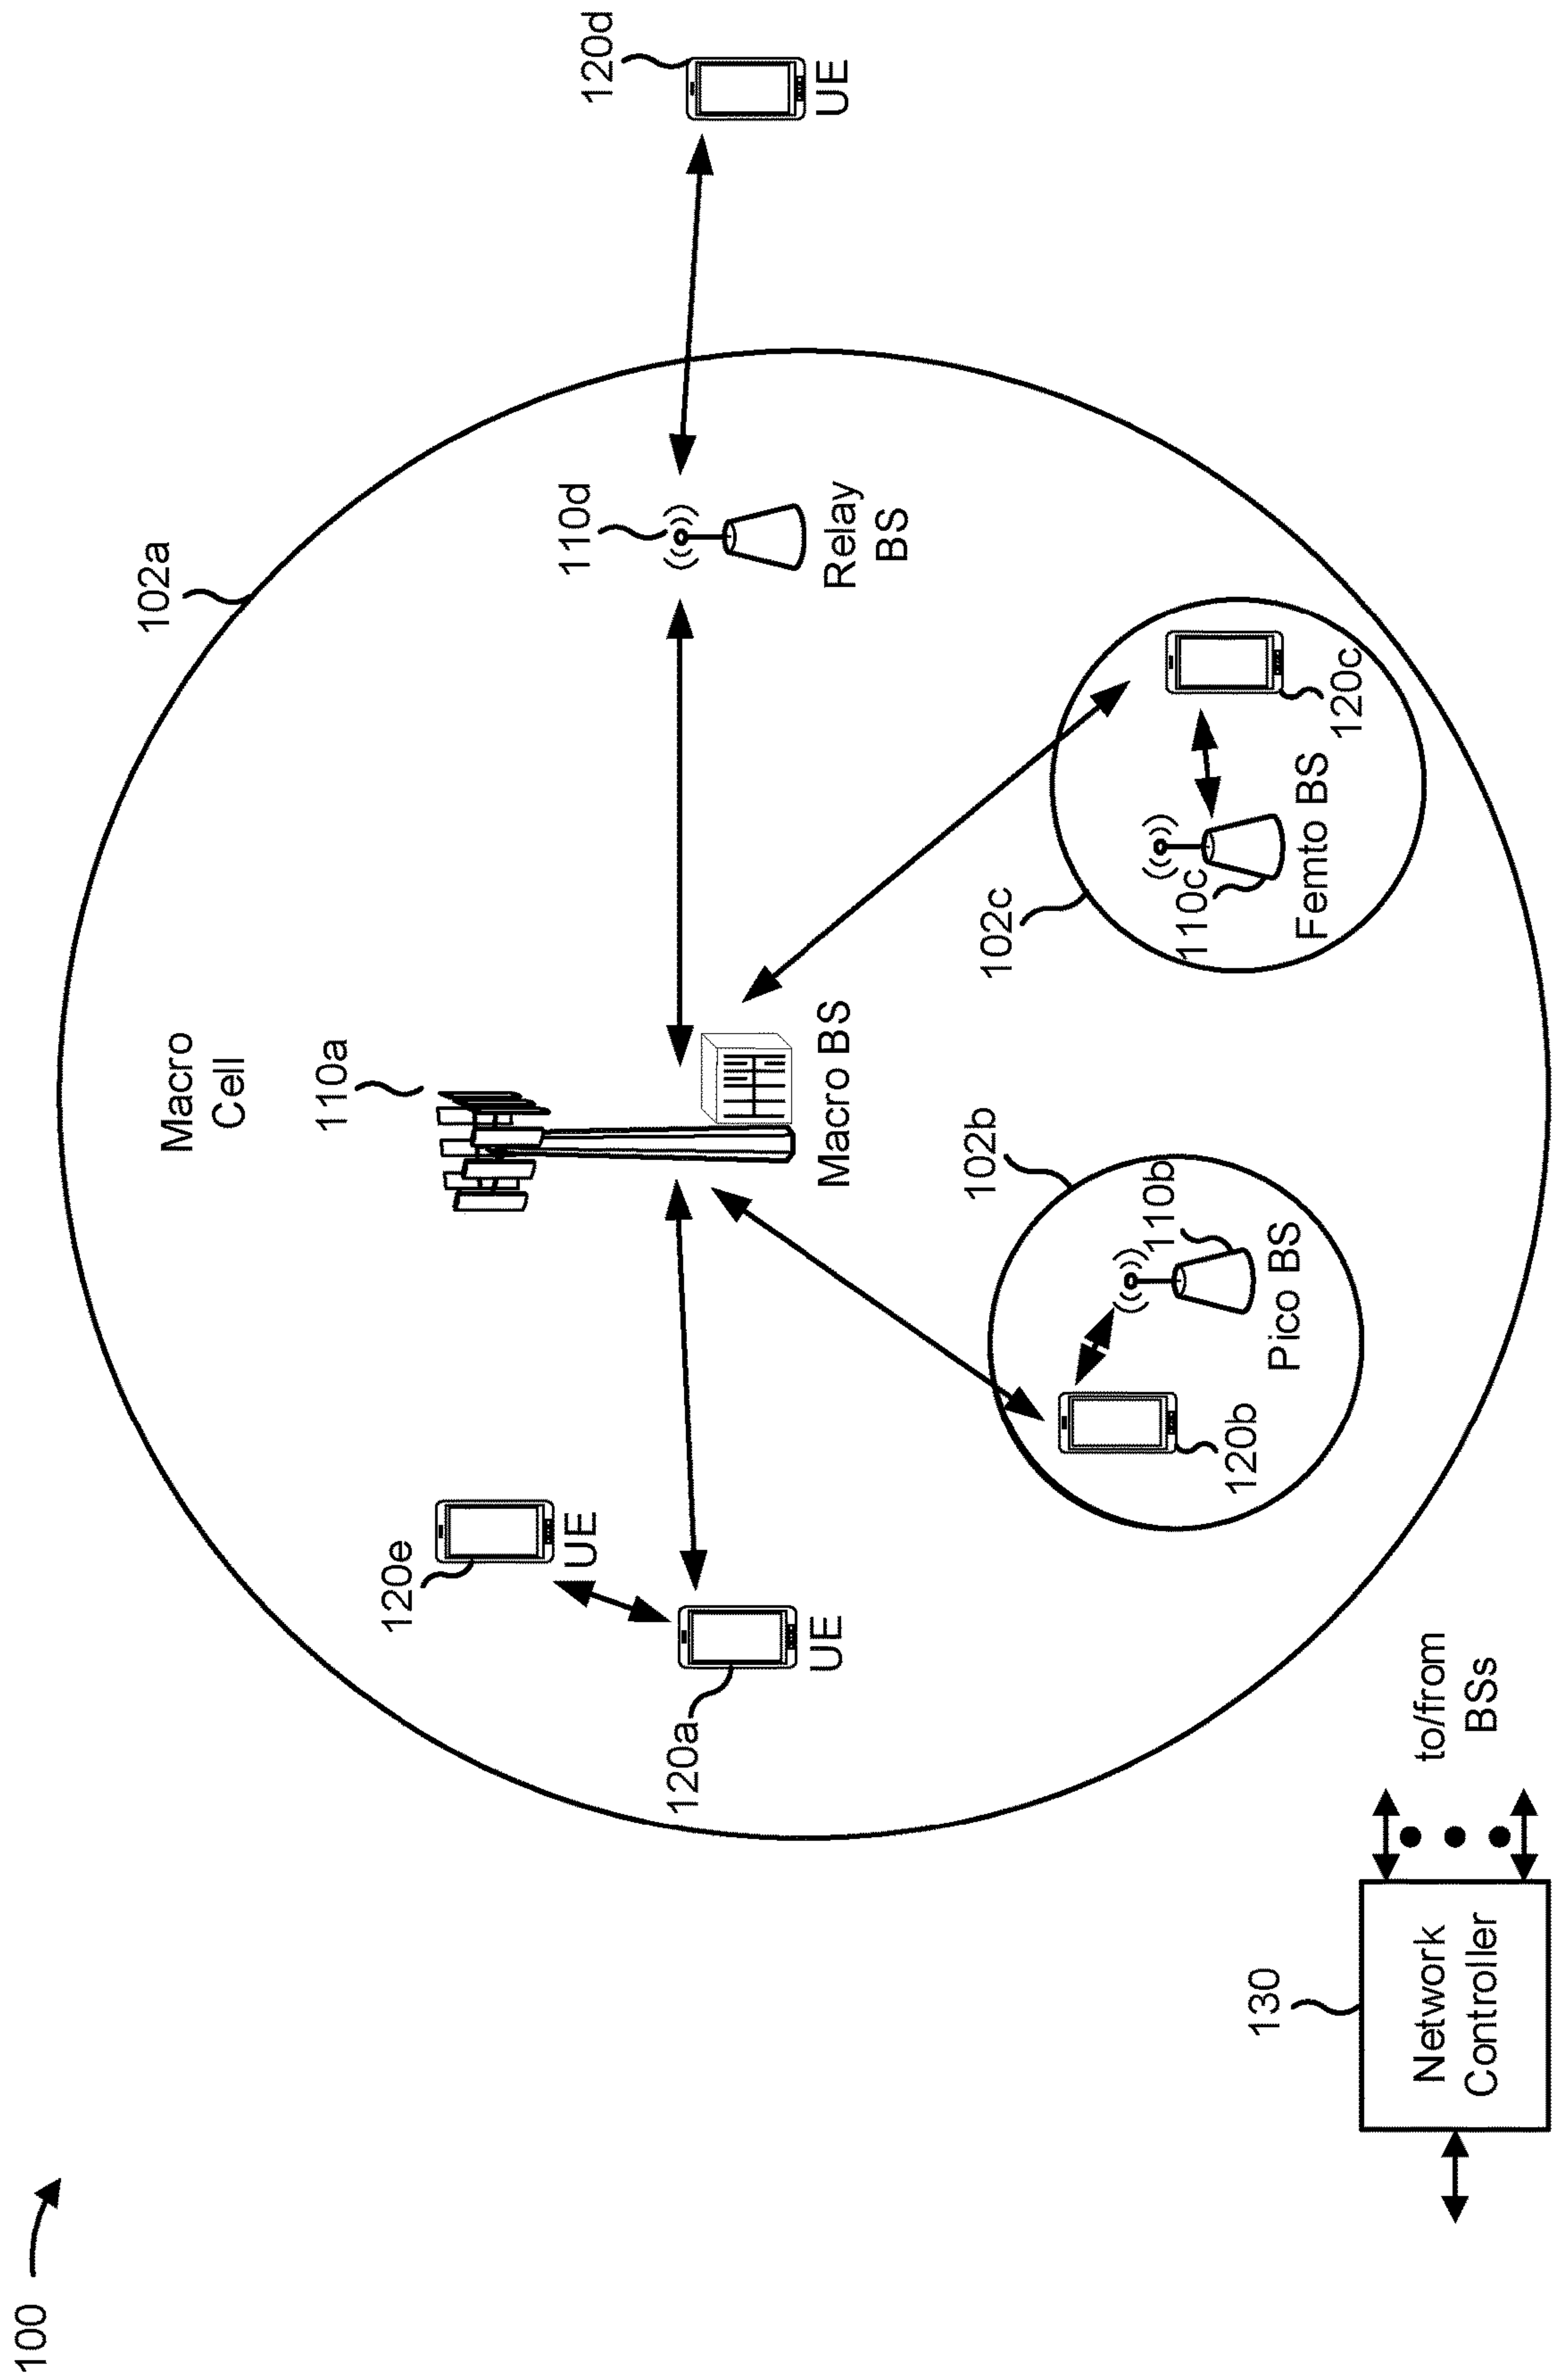 100
102a
Macro
Cell
110a
120d
UE
110d
Relay
BS
120e
UE
120a
UE
Macro BS
102b
110b
Pico BS
120b
102c
110c
Femto BS
120c
130
Network
Controller
to/from
BSs